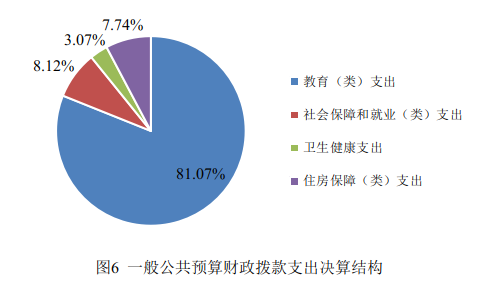 7.74%
3.07%
8.12%
81.07%
教育（类）支出
社会保障和就业（类）支出
卫生健康支出
住房保障（类）支出
图6 一般公共预算财政拨款支出决算结构